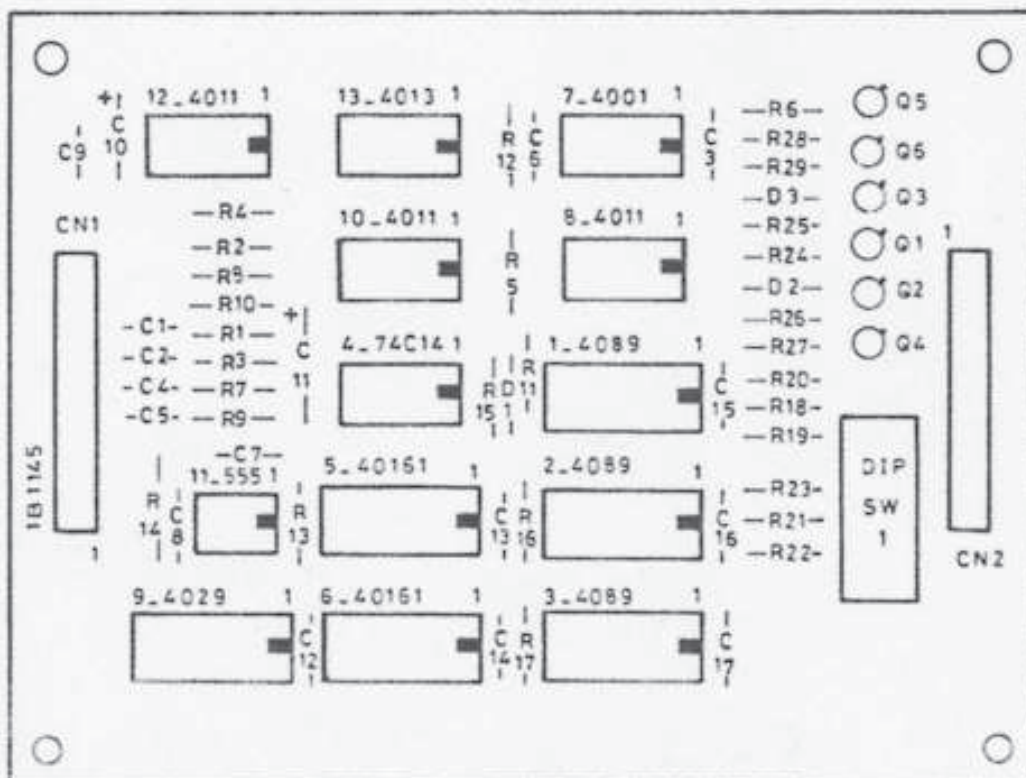 12_4011 1
13_4013 1
7_4001 1
+
C
10
C9
R
12
C
6
C
3
R6
R28
R29
D3
R25
R24
D2
R26
R27
R20
R18
R19
R23
R21
R22
Q5
Q6
Q3
Q1
Q2
Q4
CN1
1
R4
R2
R10
R1
R3
R7
R9
C1
C2
C4
C5
+
C
11
10_4011 1
R
5
8_4011 1
1
CN2
4_74C14 1
R
15
D
1
R
11
1_4089 1
C
15
DIP
SW
1
1B1145
C7
11_555 1
R
14
C
8
R
13
5_40161 1
C
13
R
16
2_4089 1
C
16
9_4029 1
C
12
6_40161 1
C
14
R
17
3_4089 1
C
17